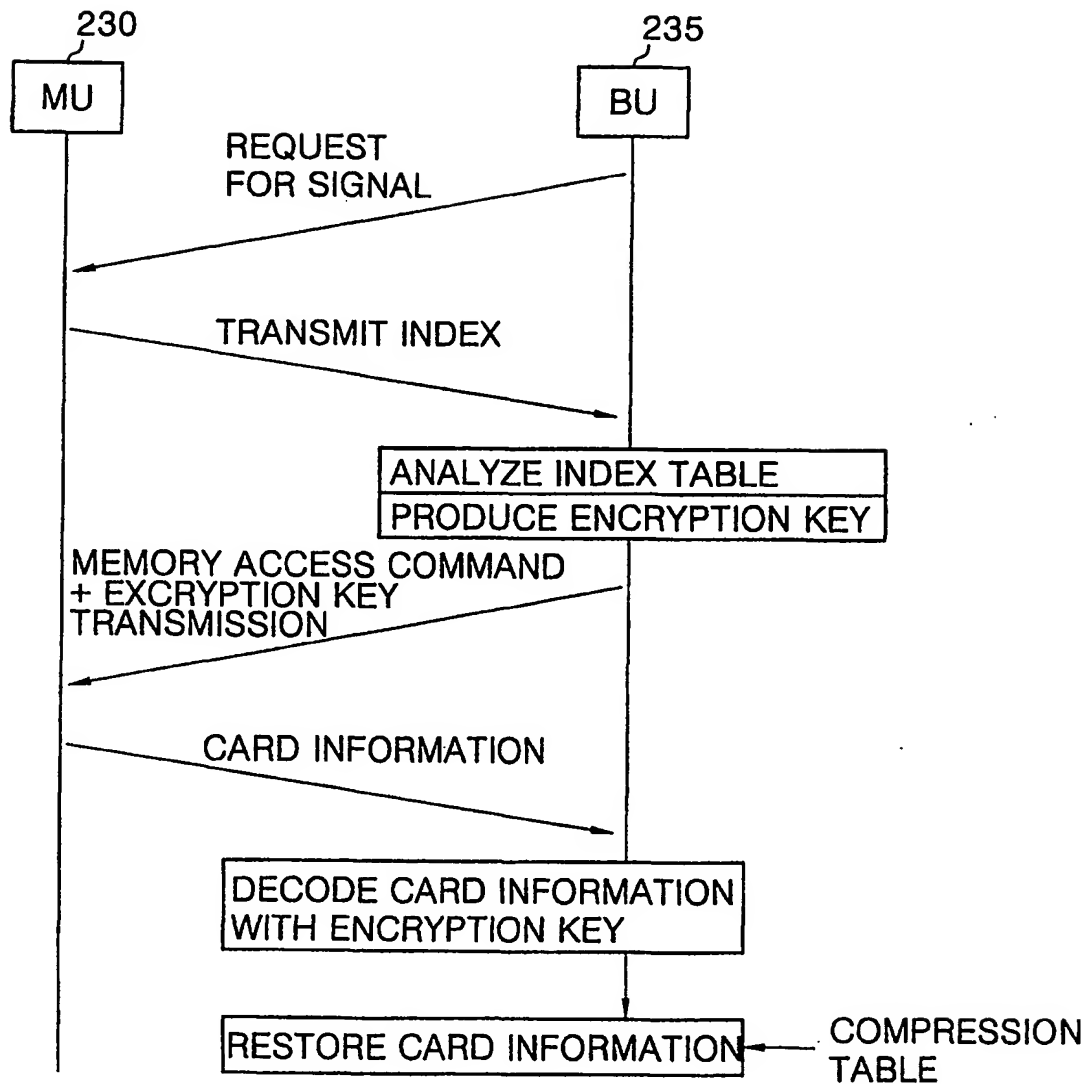 230
235
MU
BU
REQUEST
FOR SIGNAL
TRANSMIT INDEX
ANALYZE INDEX TABLE
PRODUCE ENCRYPTION KEY
MEMORY ACCESS COMMAND
+ EXCRYPTION KEY
TRANSMISSION
CARD INFORMATION
DECODE CARD INFORMATION
WITH ENCRYPTION KEY
RESTORE CARD INFORMATION
COMPRESSION
TABLE